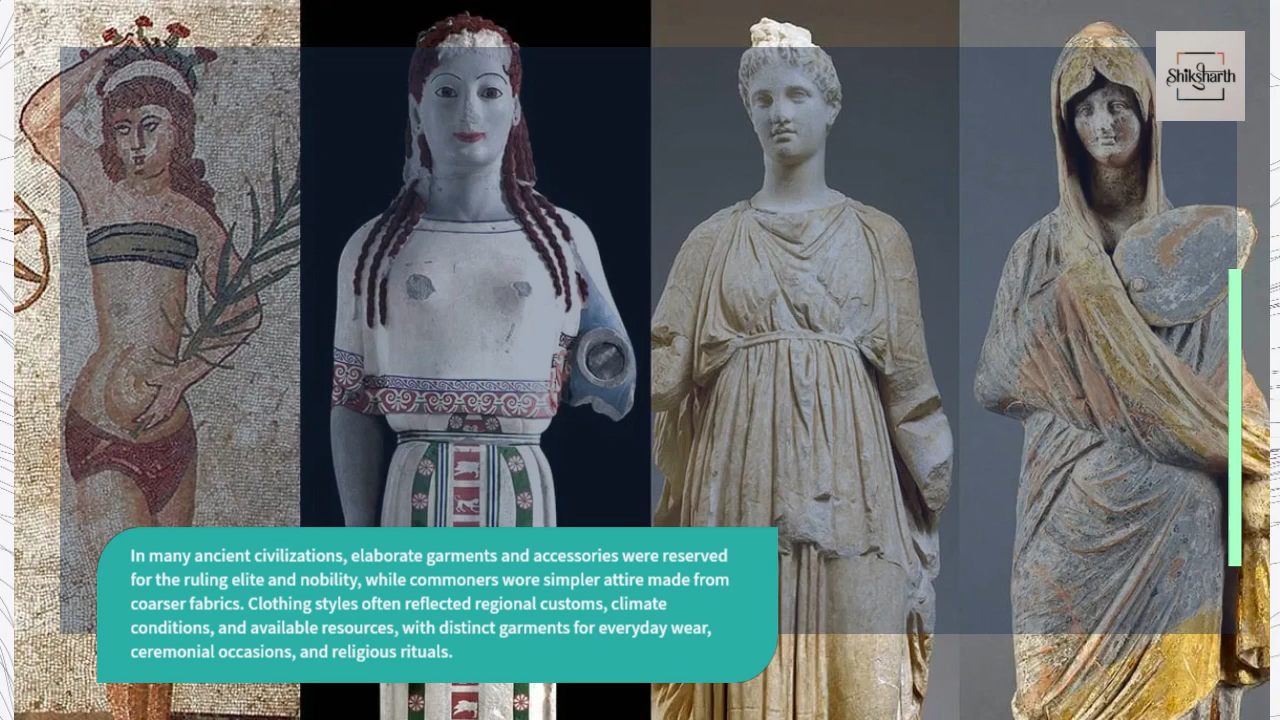 Shiksharth
In many ancient civilizations, elaborate garments and accessories were reserved
for the ruling elite and nobility, while commoners wore simpler attire made from
coarser fabrics. Clothing styles often reflected regional customs, climate
conditions, and available resources, with distinct garments for everyday wear,
ceremonial occasions, and religious rituals.